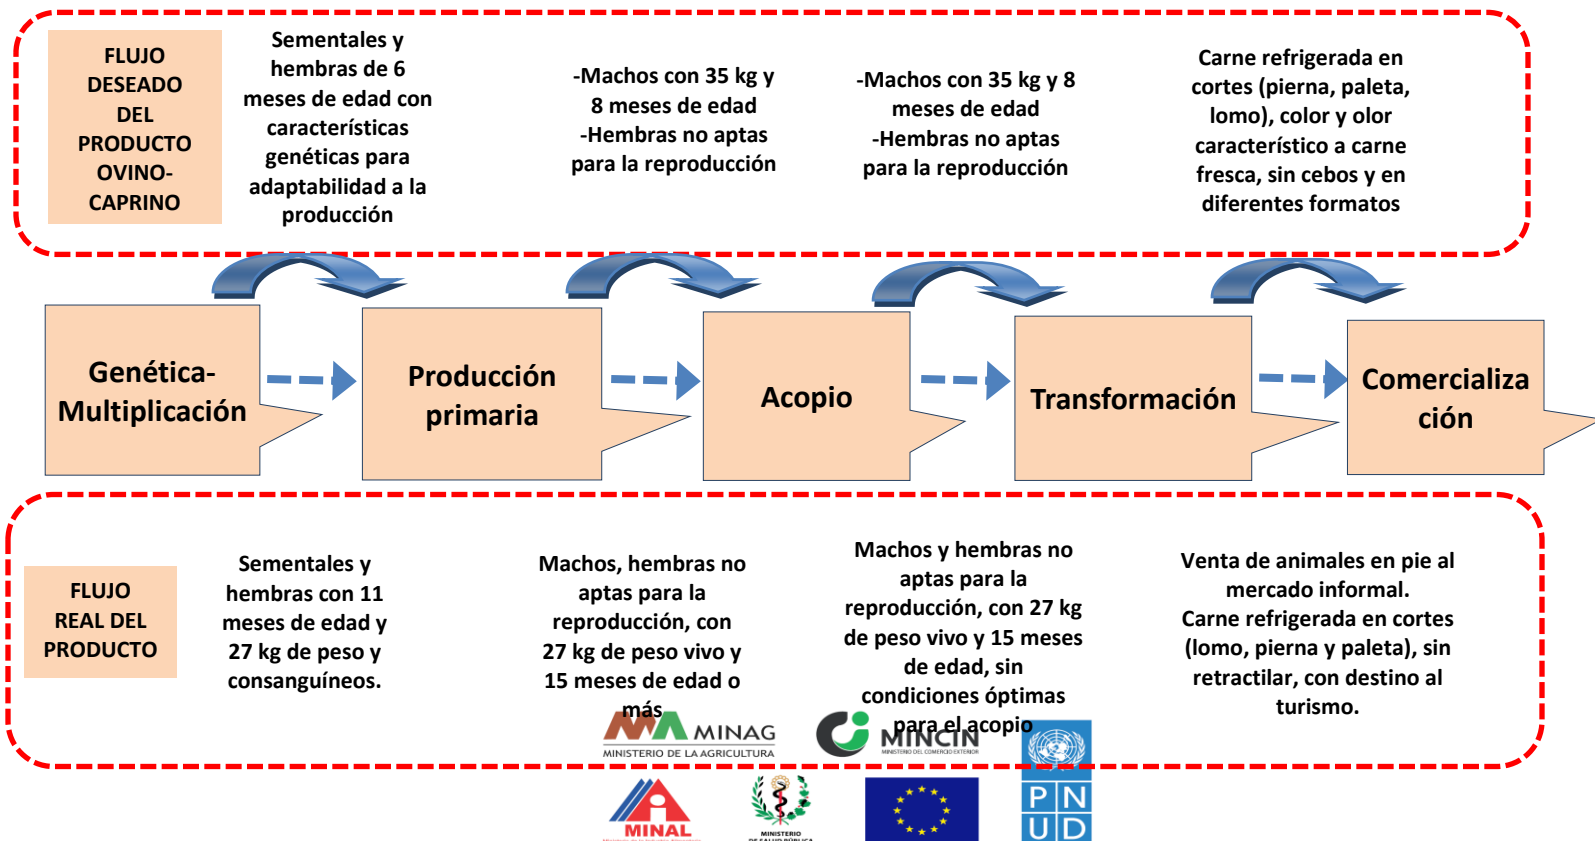 FLUJO
DESEADO
DEL
PRODUCTO
OVINO-
CAPRINO
Sementales y
hembras de 6
meses de edad con
características
genéticas para
adaptabilidad a la
producción
-Machos con 35 kg y
8 meses de edad
-Hembras no aptas
para la reproducción
-Machos con 35 kg y 8
meses de edad
-Hembras no aptas
para la reproducción
Carne refrigerada en
cortes (pierna, paleta,
lomo), color y olor
característico a carne
fresca, sin cebos y en
diferentes formatos
Genética-
Multiplicación
Producción
primaria
Acopio
Transformación
Comercializa
ción
FLUJO
REAL DEL
PRODUCTO
Sementales y
hembras con 11
meses de edad y
27 kg de peso y
consanguíneos.
Machos, hembras no
aptas para la
reproducción, con
27 kg de peso vivo y
15 meses de edad o
más
Machos y hembras no
aptas para la
reproducción, con 27 kg
de peso vivo y 15 meses
de edad, sin
condiciones óptimas
para el acopio
Venta de animales en pie al
mercado informal.
Carne refrigerada en cortes
(lomo, pierna y paleta), sin
retractilar, con destino al
turismo.
MINAG
MINISTERIO DE LA AGRICULTURA
MINCIN
MINISTERIO DEL COMERCIO EXTERIOR
MINAL
MINISTERIO
DE SALUD PÚBLICA
P N
U D